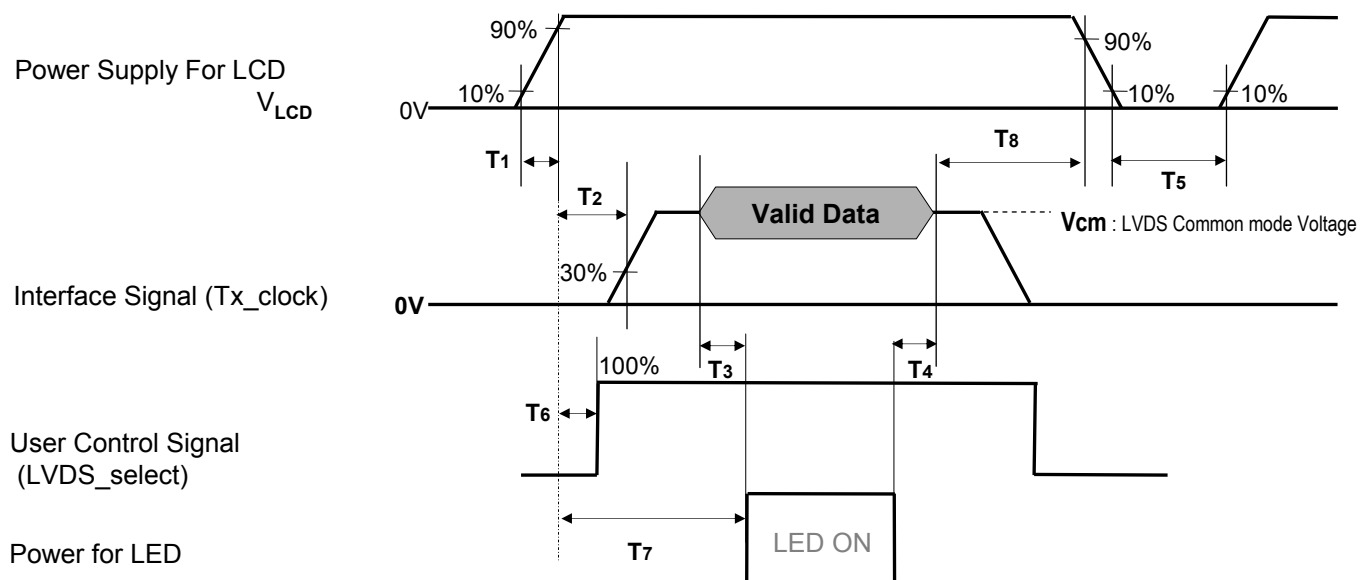 Power Supply For LCD
VLCD
90%
10%
0V
90%
10%
10%
T1
T2
T8
T5
Valid Data
Vcm : LVDS Common mode Voltage
30%
Interface Signal (Tx_clock)
0V
T3
T4
100%
T6
User Control Signal
(LVDS_select)
T7
LED ON
Power for LED